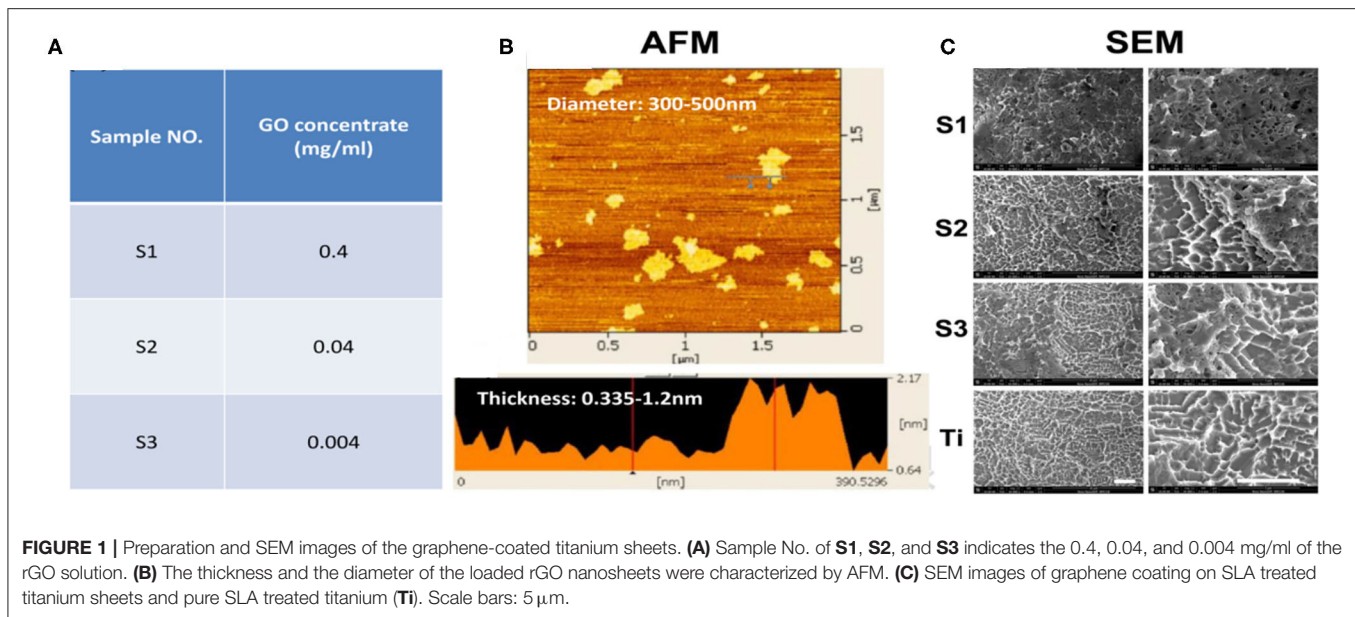 A
Sample NO.
GO concentrate
(mg/ml)
S1
0.4
S2
0.04
S3
0.004
B
AFM
Diameter: 300-500nm
1.5
1
[µm]
0.5
0
0
0.5
1
1.5
[µm]
Thickness: 0.335-1.2nm
2.17
[nm]
0.64
0
[nm]
390.5296
C
SEM
S1
S2
S3
Ti
FIGURE 1 | Preparation and SEM images of the graphene-coated titanium sheets. (A) Sample No. of S1, S2, and S3 indicates the 0.4, 0.04, and 0.004 mg/ml of the
rGO solution. (B) The thickness and the diameter of the loaded rGO nanosheets were characterized by AFM. (C) SEM images of graphene coating on SLA treated
titanium sheets and pure SLA treated titanium (Ti). Scale bars: 5 µm.